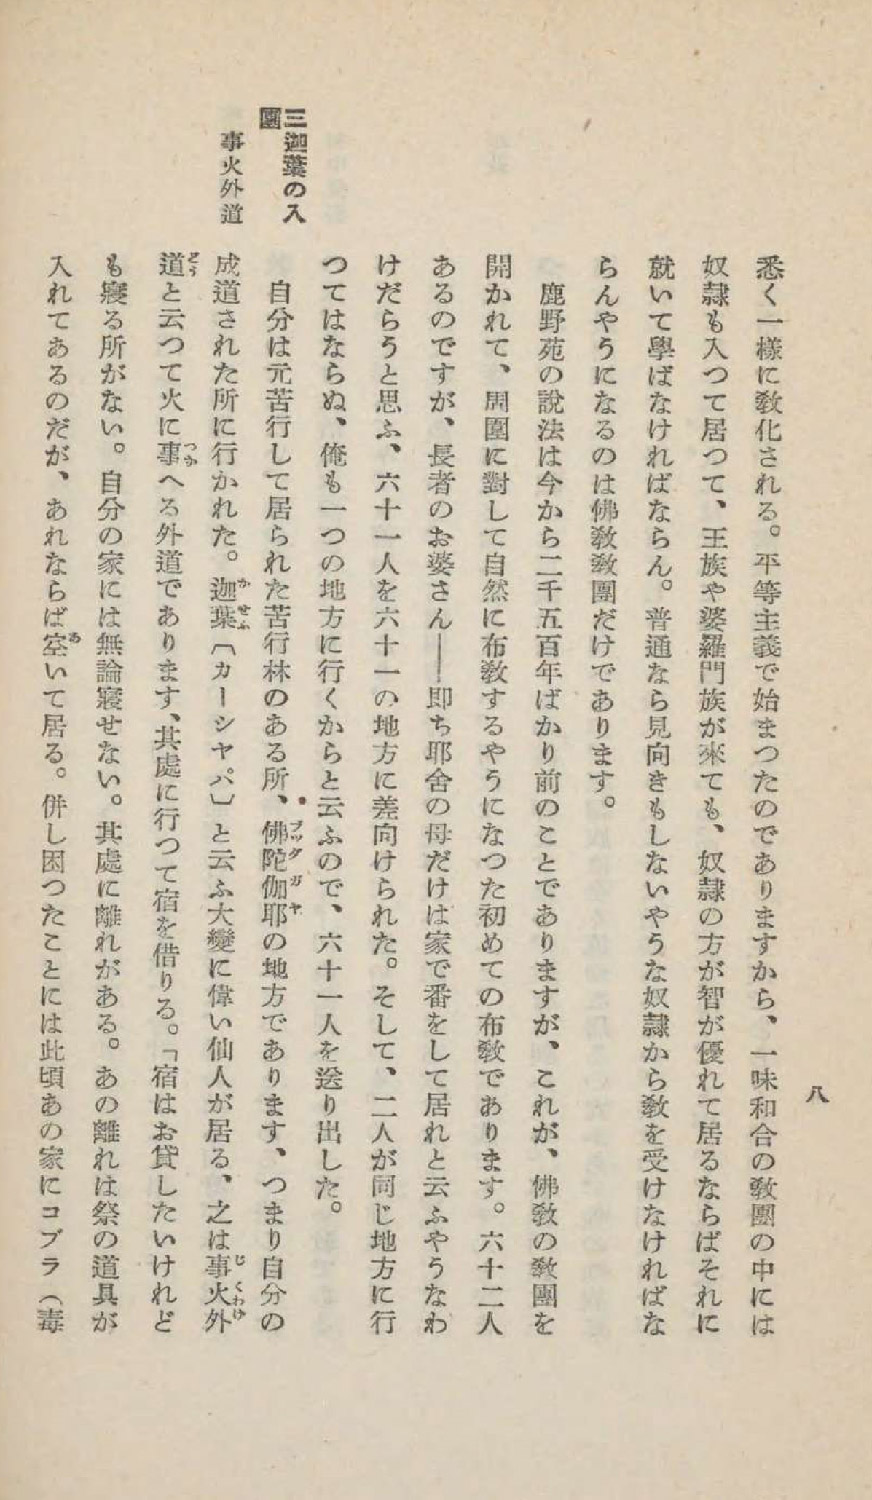 八
悉く一樣に敎化される。平等主義で始まつたのでありますから、一味和合の敎團の中には
奴隷も入つて居つて、王族や婆羅門族が來ても、奴隷の方が智が優れて居るならばそれに
就いて學ばなければならん。普通なら見向きもしないやうな奴隷から敎を受けなければな
らんやうになるのは佛敎敎團だけであります。
鹿野苑の說法は今から二千五百年ばかり前のことでありますが、これが、佛敎の敎團を
開かれて、周圍に對して自然に布敎するやうになつた初めての布敎であります。六十二人
あるのですが、長者のお婆さん——卽ち耶舍の母だけは家で番をして居れと云ふやうなわ
けだらうと思ふ、六十一人を六十一の地方に差向けられた。そして、二人が同じ地方に行
つてはならぬ、俺も一つの地方に行くからと云ふので、六十一人を送り出した。
三迦葉の入
團
自分は元苦行して居られた苦行林のある所、佛陀伽耶の地方であります、つまり自分の
ブッダガヤ
事火外道
成道された所に行かれた。迦葉〔カーシヤパ〕と云ふ大變に偉い仙人が居る、之は事火外
かせふ
じくわげ
道と云つて火に事へる外道であります、其處に行つて宿を借りる。「宿はお貸したいけれど
だう
つか
も寢る所がない。自分の家には無論寢せない。其處に離れがある。あの離れは祭の道具が
入れてあるのだが、あれならば空いて居る。併し困つたことには此頃あの家にコブラ（毒
あ